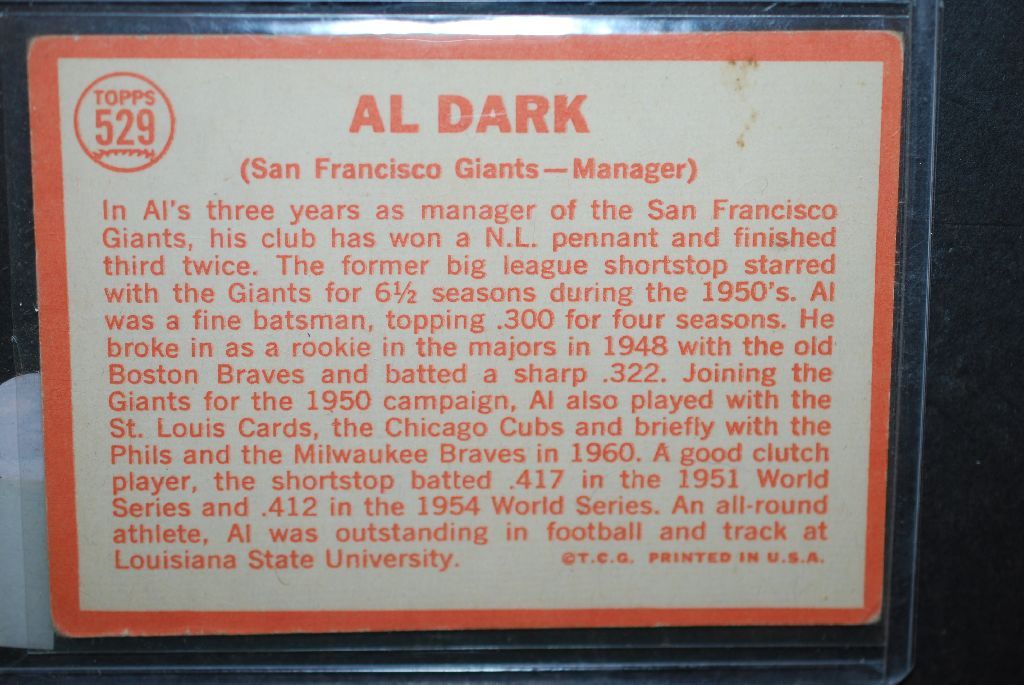 TOPPS
529
AL DARK
(San Francisco Giants—Manager)
In Al's three years as manager of the San Francisco
Giants, his club has won a N.L. pennant and finished
third twice. The former big league shortstop starred
with the Giants for 6½ seasons during the 1950's. Al
was a fine batsman, topping .300 for four seasons. He
broke in as a rookie in the majors in 1948 with the old
Boston Braves and batted a sharp .322. Joining the
Giants for the 1950 campaign, Al also played with the
St. Louis Cards, the Chicago Cubs and briefly with the
Phils and the Milwaukee Braves in 1960. A good clutch
player, the shortstop batted .417 in the 1951 World
Series and .412 in the 1954 World Series. An all-round
athlete, Al was outstanding in football and track at
Louisiana State University. ©T.C.G. PRINTED IN U.S.A.